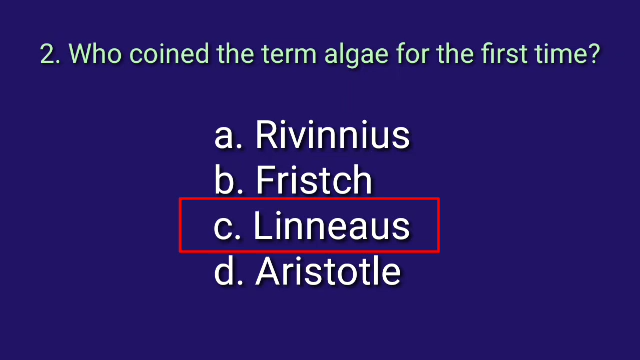 2. Who coined the term algae for the first time?
a. Rivinnius
b. Fristch
c. Linneaus
d. Aristotle